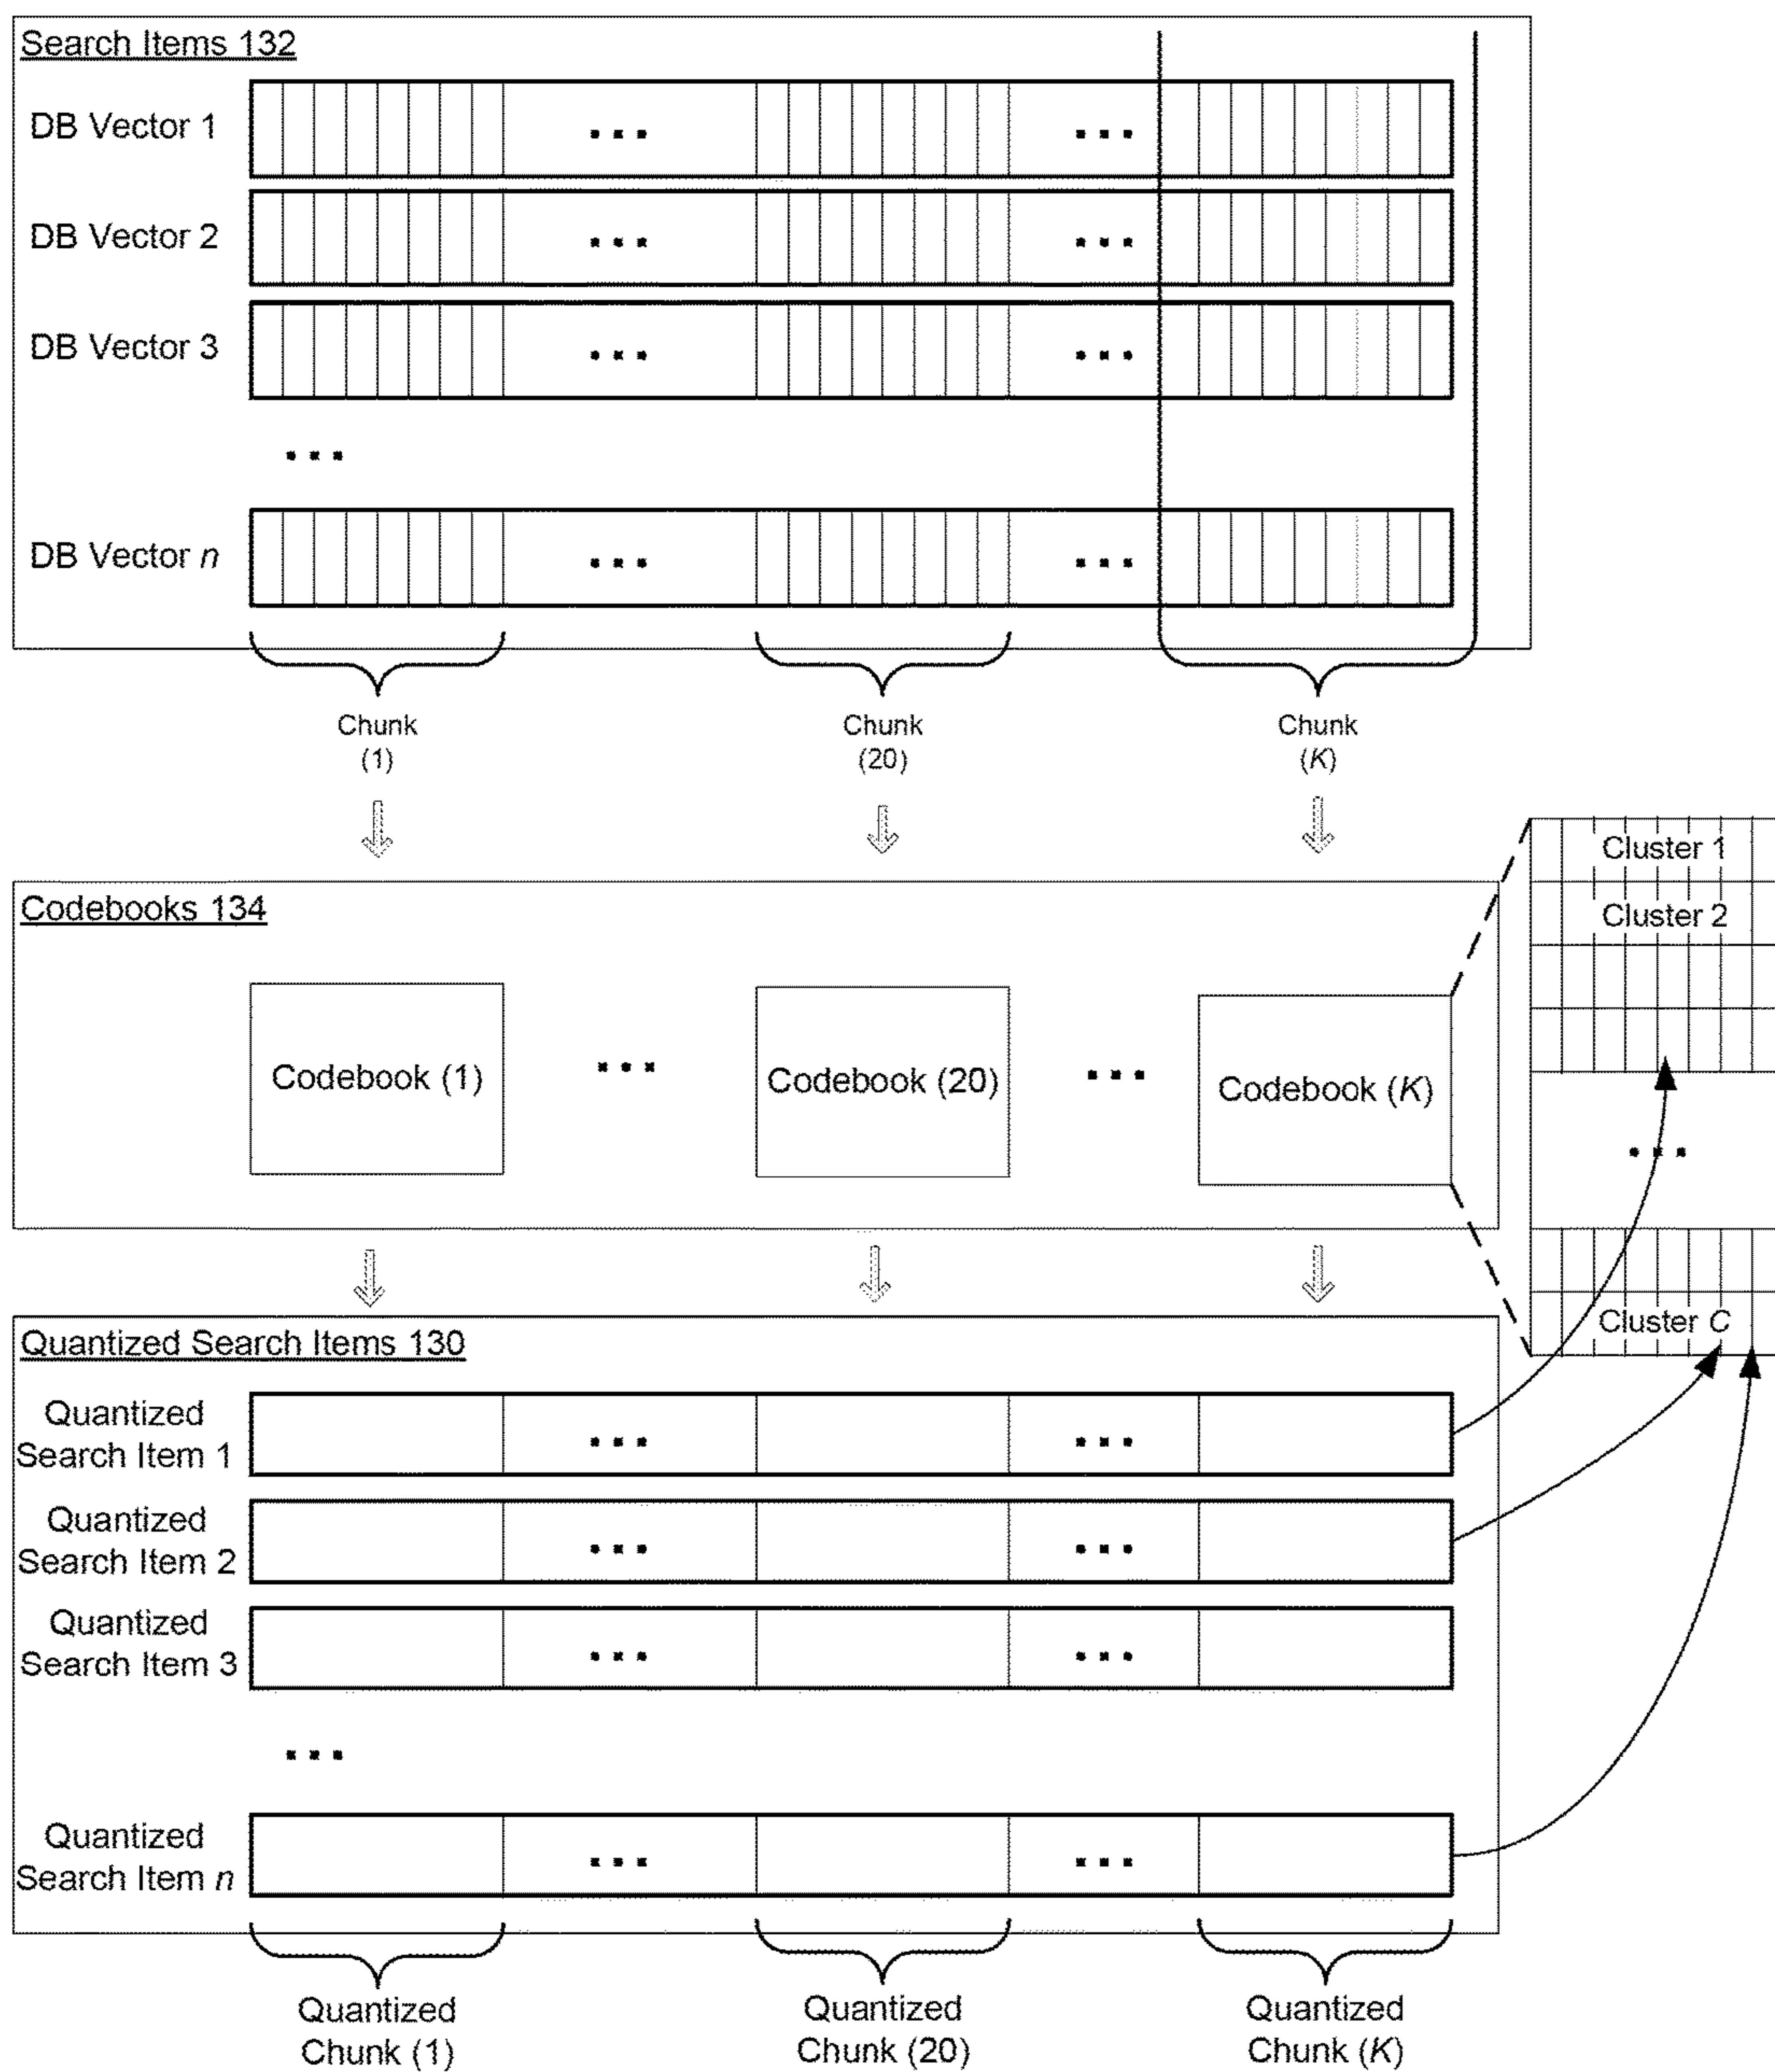 Search Items 132
DB Vector 1
DB Vector 2
DB Vector 3
DB Vector n
Chunk
(1)
Chunk
(20)
Chunk
(K)
Codebooks 134
Codebook (1)
Codebook (20)
Codebook (K)
Cluster 1
Cluster 2
Cluster C
Quantized Search Items 130
Quantized
Search Item 1
Quantized
Search Item 2
Quantized
Search Item 3
Quantized
Search Item n
Quantized
Chunk (1)
Quantized
Chunk (20)
Quantized
Chunk (K)